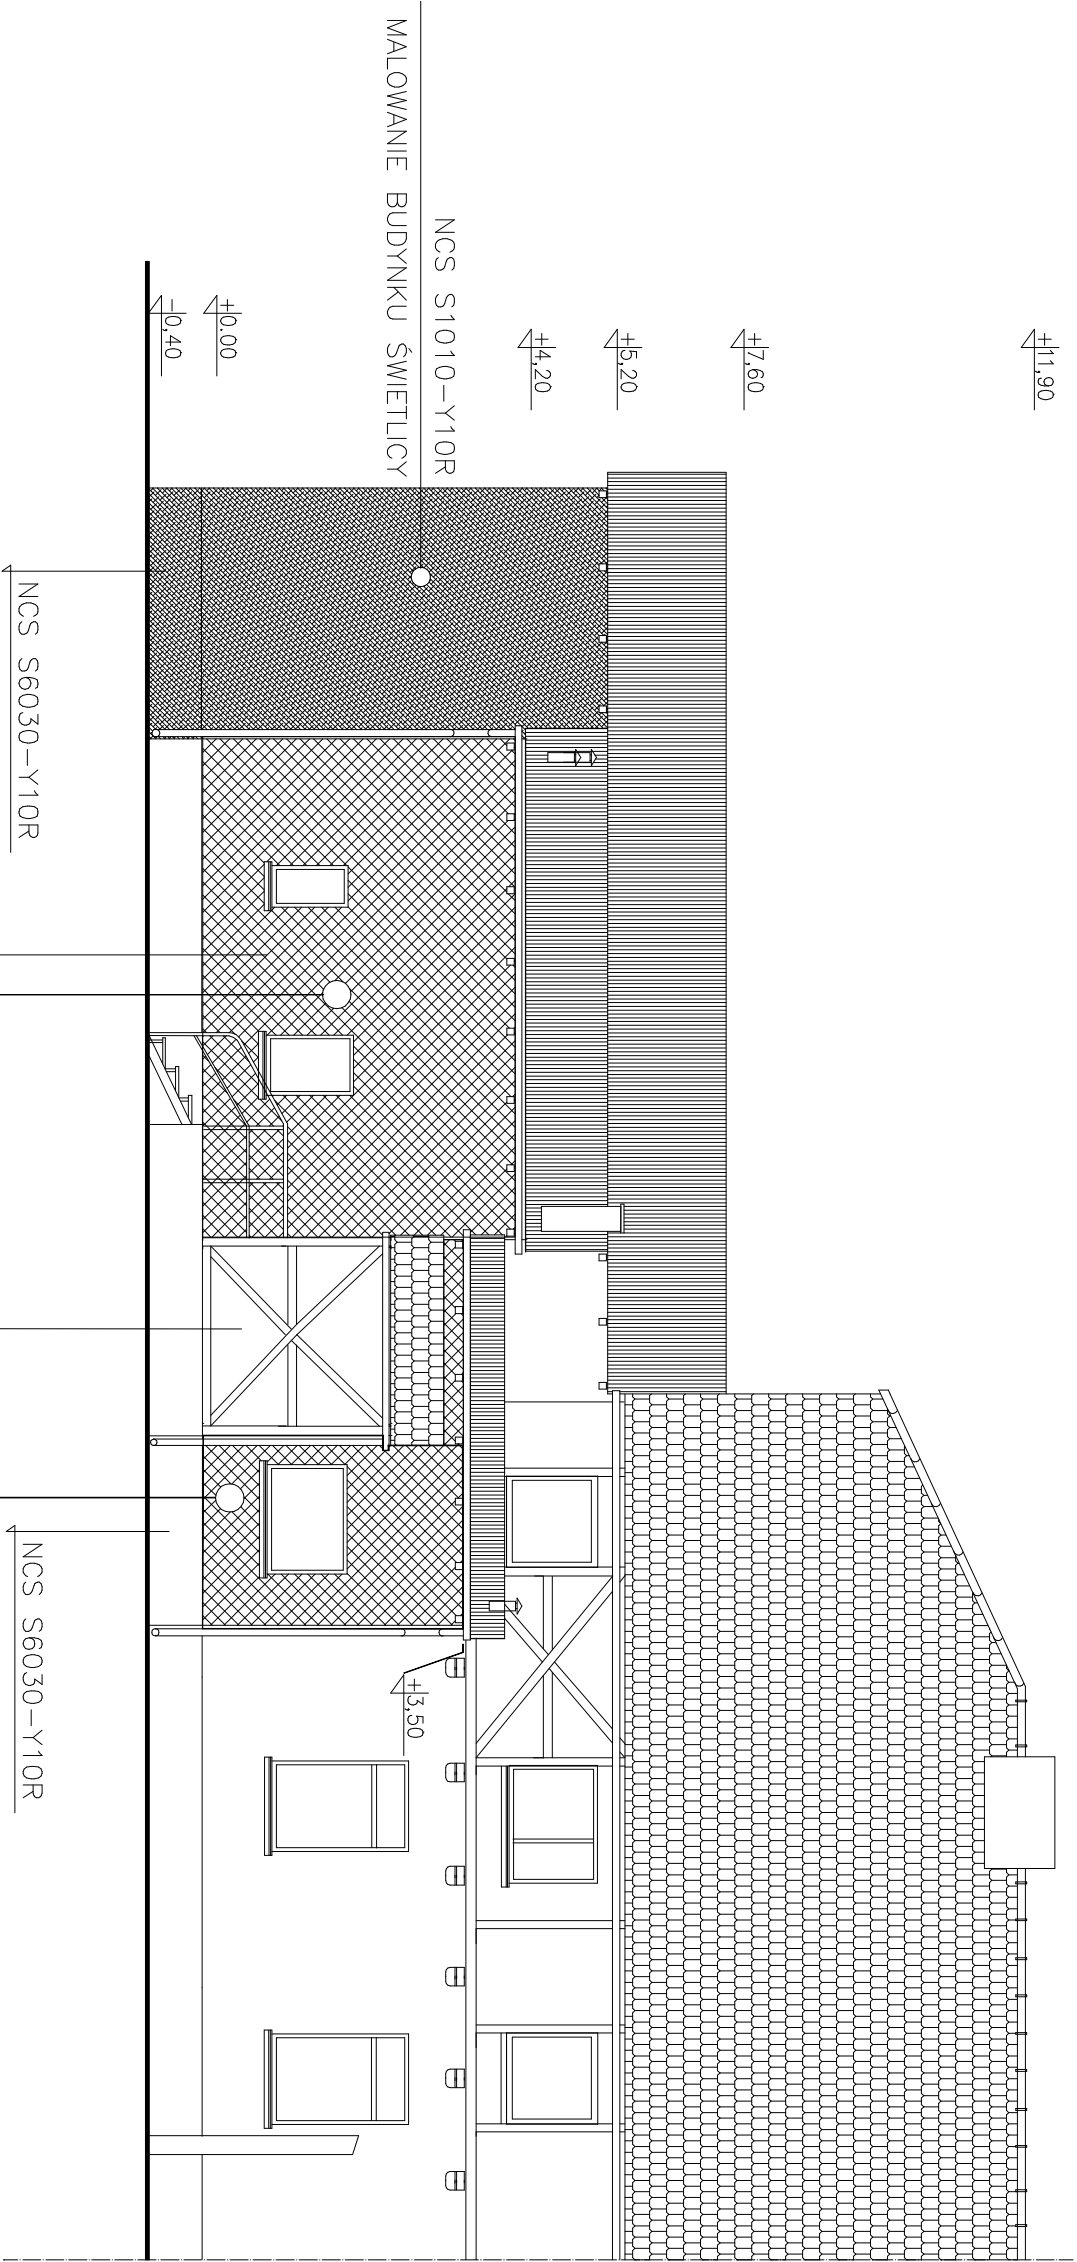 +11,90
+7,60
+5,20
+4,20
+0.00
-0,40
NCS S1010-Y10R
MALOWANIE BUDYNKU ŚWIETLICY
NCS S6030-Y10R
+3,50
NCS S6030-Y10R